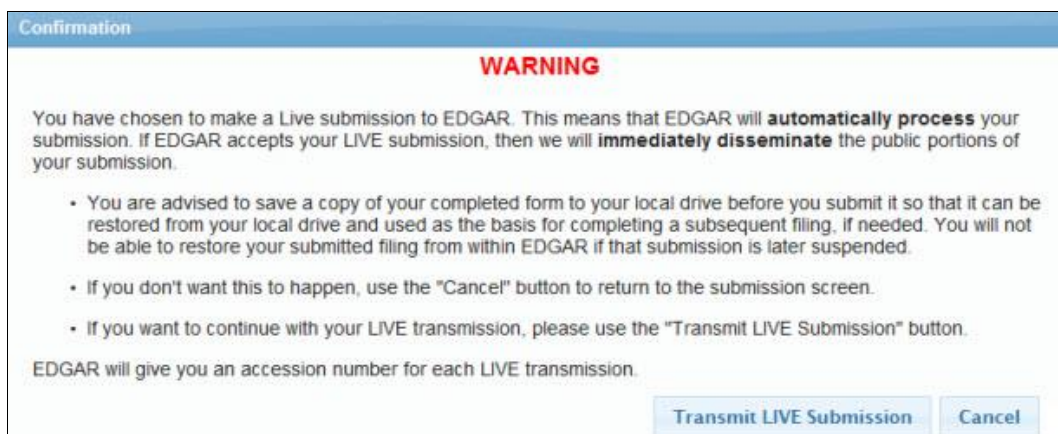 Confirmation
WARNING
You have chosen to make a Live submission to EDGAR. This means that EDGAR will automatically process your
submission. If EDGAR accepts your LIVE submission, then we will immediately disseminate the public portions of
your submission.
• You are advised to save a copy of your completed form to your local drive before you submit it so that it can be
restored from your local drive and used as the basis for completing a subsequent filing, if needed. You will not
be able to restore your submitted filing from within EDGAR if that submission is later suspended.
• If you don't want this to happen, use the "Cancel" button to return to the submission screen.
• If you want to continue with your LIVE transmission, please use the "Transmit LIVE Submission" button.
EDGAR will give you an accession number for each LIVE transmission.
Transmit LIVE Submission Cancel